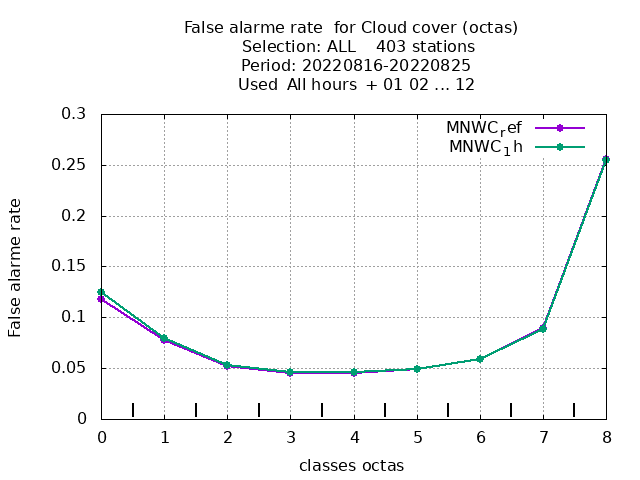 False alarme rate  for Cloud cover (octas)
Selection: ALL    403 stations
Period: 20220816-20220825
Used  All hours  + 01 02 ... 12
MNWCref
MNWC1h
0.3
0.25
0.2
0.15
0.1
0.05
0
False alarme rate
0 1 2 3 4 5 6 7 8
classes octas